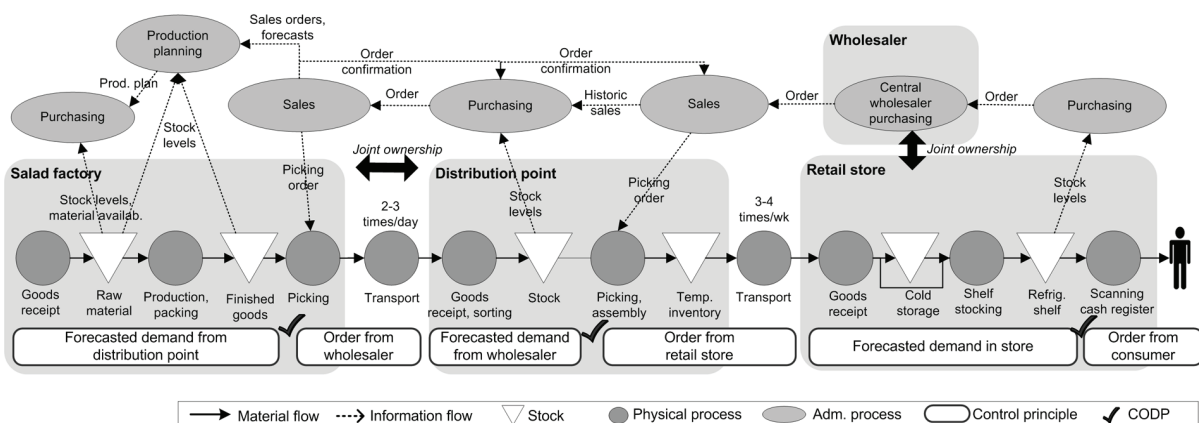 Sales orders,
forecasts
Production
planning
Wholesaler
Order
confirmation
Order
confirmation
Prod. plan
Central
wholesaler
purchasing
Purchasing
Sales
Order
Purchasing
Historic
sales
Sales
Order
Order
Purchasing
Stock
levels
Joint ownership
Joint ownership
Salad factory
Picking
order
Distribution point
Retail store
Stock levels,
material availab.
2-3
times/day
Stock
levels
Picking
order
3-4
times/wk
Stock
levels
Goods
receipt
Raw
material
Production,
packing
Finished
goods
Picking
Transport
Goods
receipt, sorting
Stock
Picking,
assembly
Temp.
inventory
Transport
Goods
receipt
Cold
storage
Shelf
stocking
Refrig.
shelf
Scanning
cash register
Forecasted demand from
distribution point
Order from
wholesaler
Forecasted demand
from wholesaler
Order from
retail store
Forecasted demand in store
Order from
consumer
Material flow
Information flow
Stock
Physical process
Adm. process
Control principle
CODP